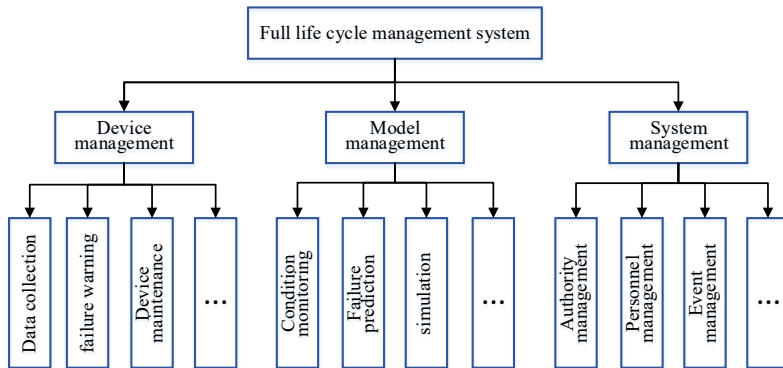 Full life cycle management system
Device
management
Model
management
System
management
Data collection
failure warning
Device
maintenance
...
Condition
monitoring
Failure
prediction
simulation
...
Authority
management
Personnel
management
Event
management
...